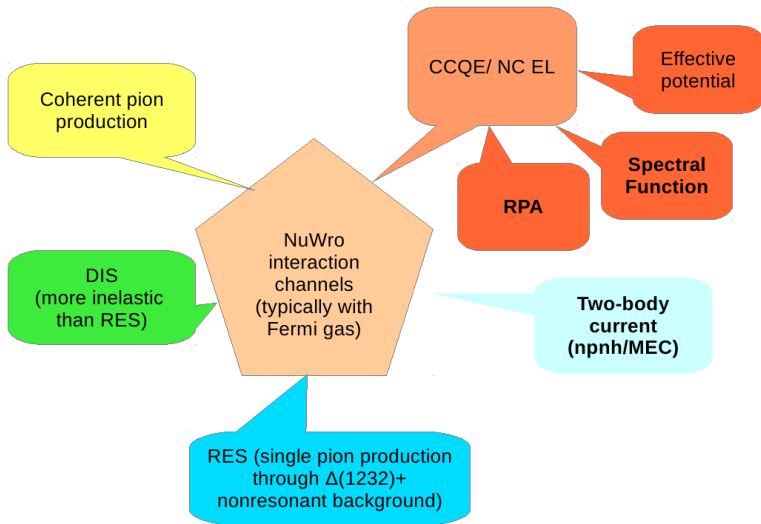 CCQE/ NC EL
Effective
potential
Coherent pion
production
Spectral
Function
RPA
NuWro
interaction
channels
(typically with
Fermi gas)
DIS
(more inelastic
than RES)
Two-body
current
(npnh/MEC)
RES (single pion production
through Δ(1232)+
nonresonant background)